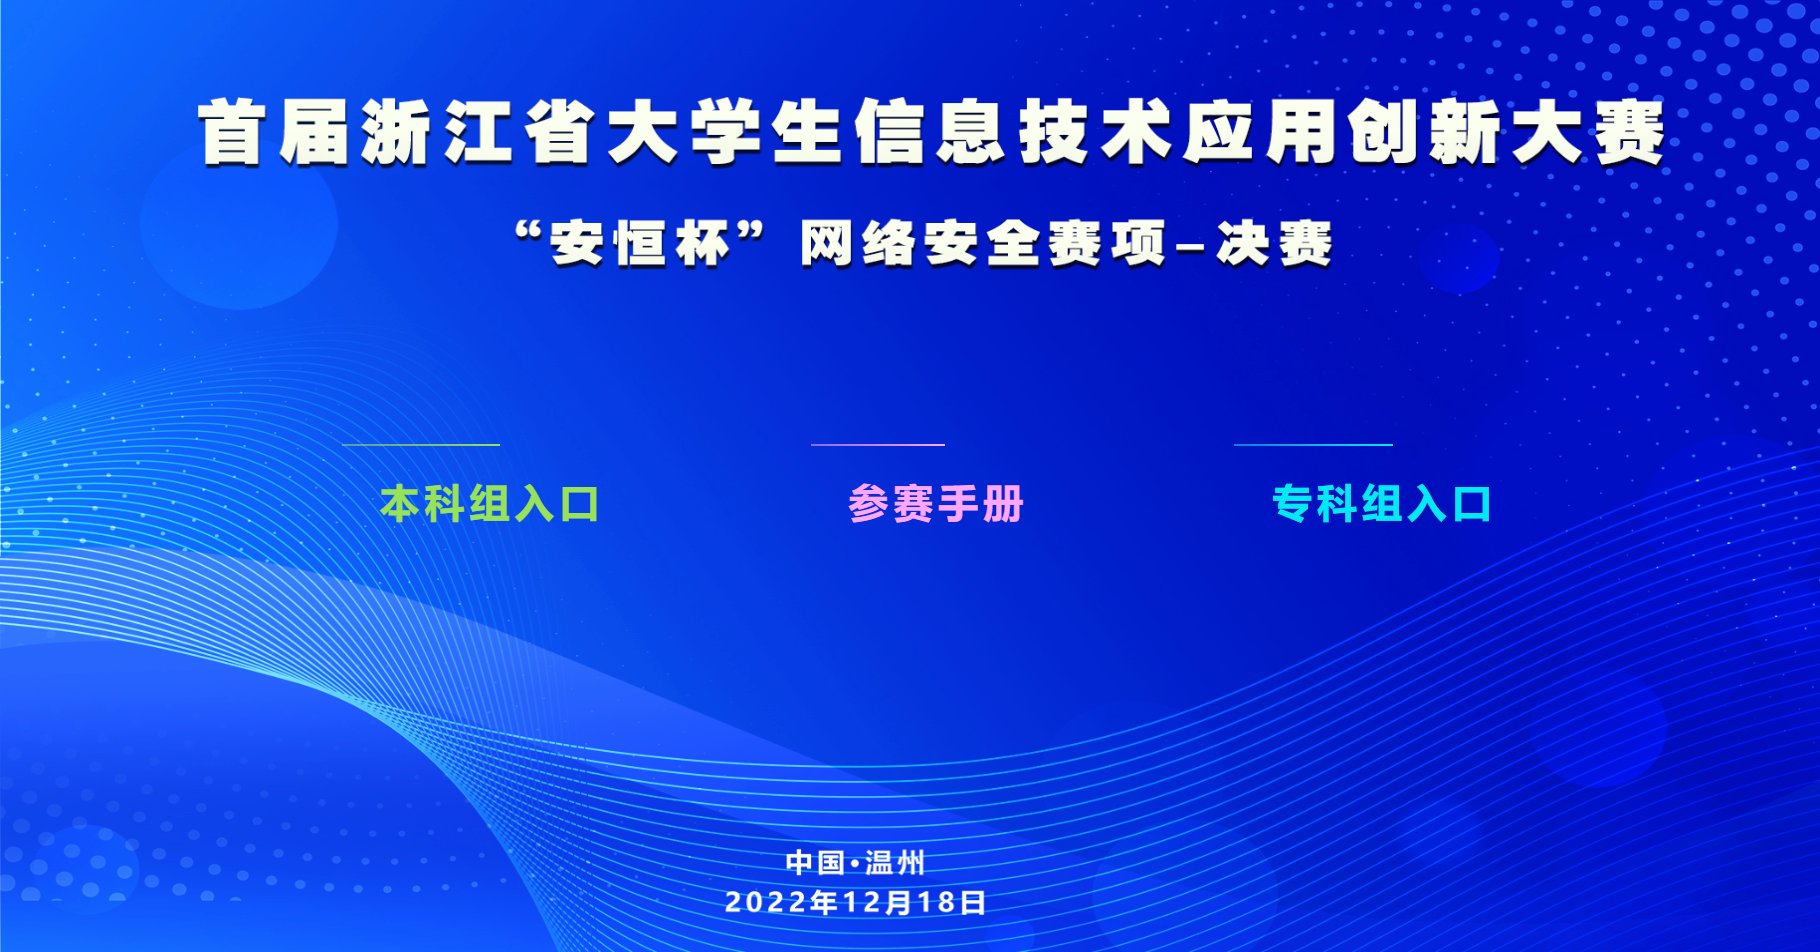 首届浙江省大学生信息技术应用创新大赛
“安恒杯”网络安全赛项–决赛
本科组入口
参赛手册
专科组入口
中国·温州
2022年12月18日